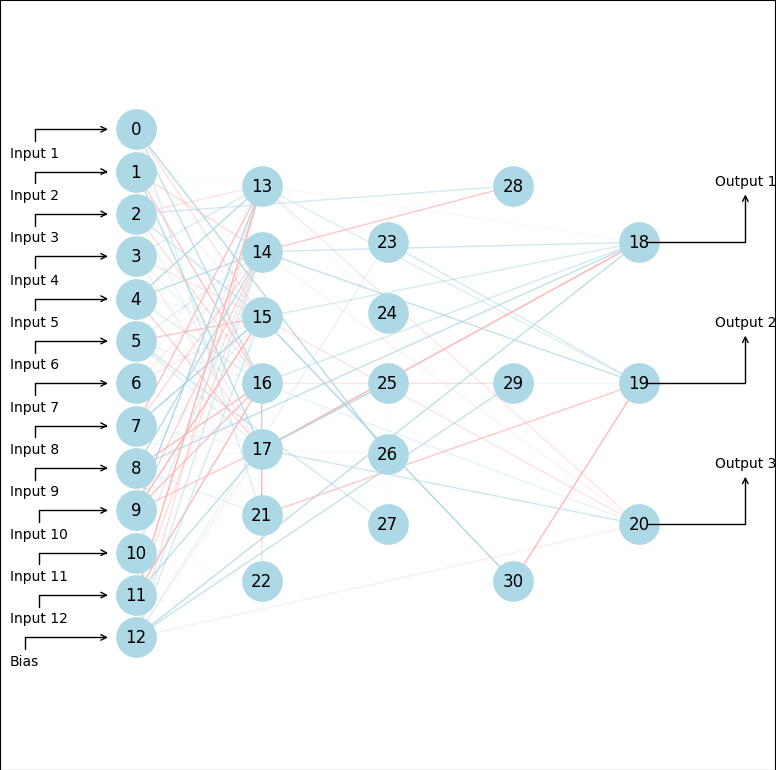 0
Input 1
1
Input 2
2
Input 3
3
Input 4
4
Input 5
5
Input 6
6
Input 7
7
Input 8
8
Input 9
9
Input 10
10
Input 11
11
Input 12
12
Bias
13
14
15
16
17
21
22
23
24
25
26
27
28
29
30
18
19
20
Output 1
Output 2
Output 3